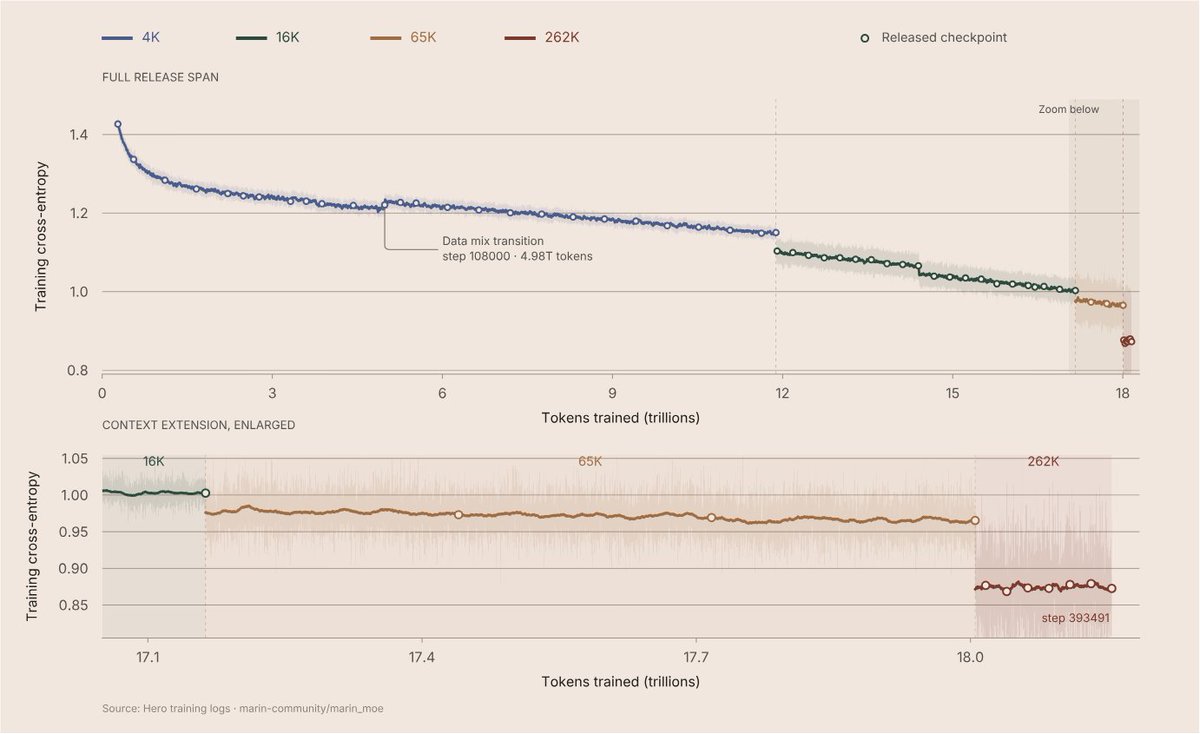 4K 16K 65K 262K Released checkpoint
FULL RELEASE SPAN
Zoom below
Training cross-entropy
1.4
1.2
1.0
0.8
Data mix transition
step 108000 · 4.98T tokens
0 3 6 9 12 15 18
Tokens trained (trillions)
CONTEXT EXTENSION, ENLARGED
16K 65K 262K
Training cross-entropy
1.05
1.00
0.95
0.90
0.85
step 393491
17.1 17.4 17.7 18.0
Tokens trained (trillions)
Source: Hero training logs · marin-community/marin_moe